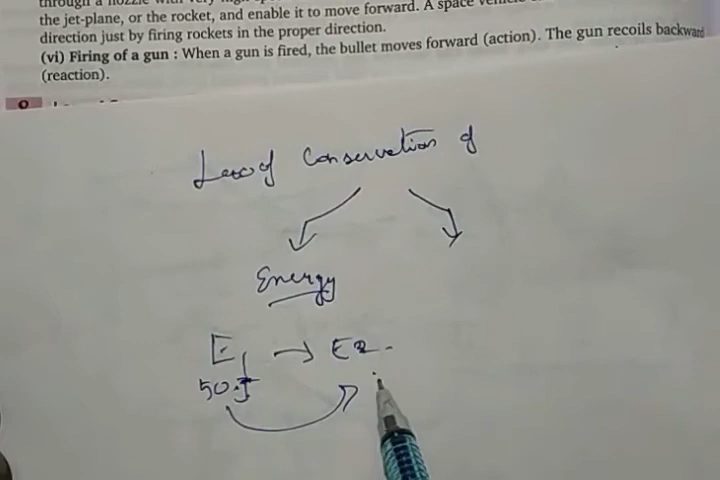 the jet-plane, or the rocket, and enable it to move forward. A space
direction just by firing rockets in the proper direction.
(vi) Firing of a gun : When a gun is fired, the bullet moves forward (action). The gun recoils backward
(reaction).
Law of Conservation of
Energy
E1 → E2
50J